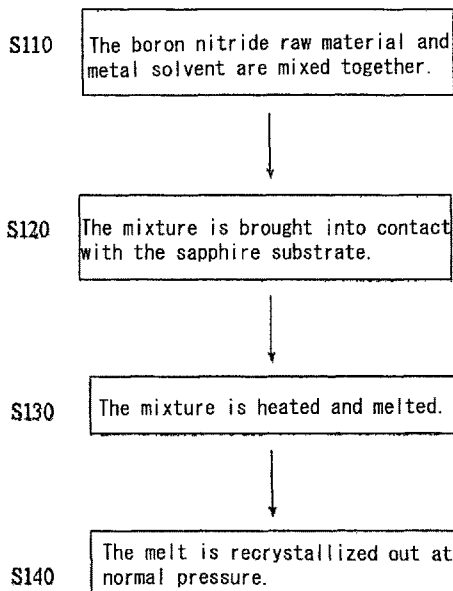 S110
The boron nitride raw material and
metal solvent are mixed together.
S120
The mixture is brought into contact
with the sapphire substrate.
S130
The mixture is heated and melted.
S140
The melt is recrystallized out at
normal pressure.